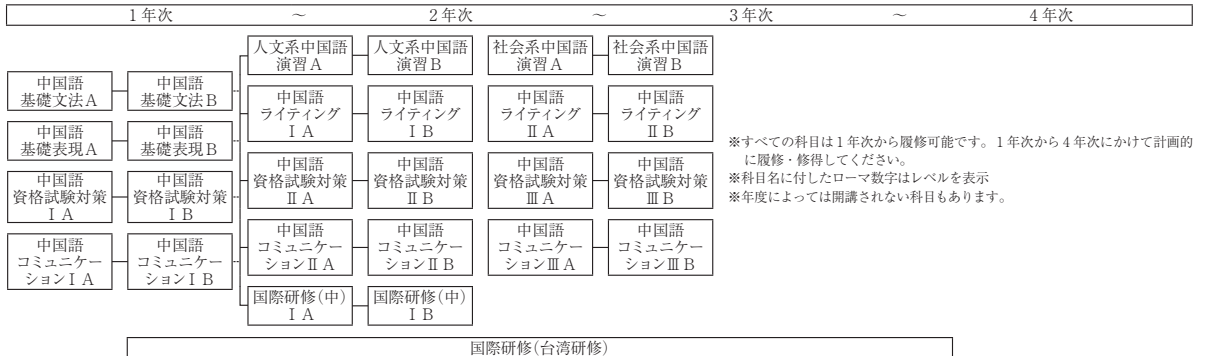 1年次 ～ 2年次 ～ 3年次 ～ 4年次
人文系中国語
演習A
人文系中国語
演習B
社会系中国語
演習A
社会系中国語
演習B
中国語
基礎文法A
中国語
基礎文法B
中国語
ライティング
ⅠA
中国語
ライティング
ⅠB
中国語
ライティング
ⅡA
中国語
ライティング
ⅡB
中国語
基礎表現A
中国語
基礎表現B
中国語
資格試験対策
ⅠA
中国語
資格試験対策
ⅠB
中国語
資格試験対策
ⅡA
中国語
資格試験対策
ⅡB
中国語
資格試験対策
ⅢA
中国語
資格試験対策
ⅢB
中国語
コミュニケー
ションⅠA
中国語
コミュニケー
ションⅠB
中国語
コミュニケー
ションⅡA
中国語
コミュニケー
ションⅡB
中国語
コミュニケー
ションⅢA
中国語
コミュニケー
ションⅢB
国際研修(中)
ⅠA
国際研修(中)
ⅠB
国際研修(台湾研修)
※すべての科目は1年次から履修可能です。1年次から4年次にかけて計画的
に履修・修得してください。
※科目名に付したローマ数字はレベルを表示
※年度によっては開講されない科目もあります。